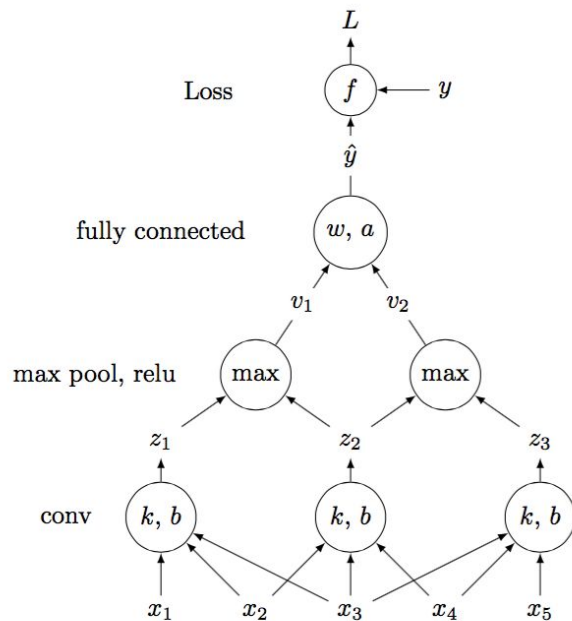 L
Loss f y
ŷ
fully connected w, a
v₁ v₂
max pool, relu max max
z₁ z₂ z₃
conv k, b k, b k, b
x₁ x₂ x₃ x₄ x₅